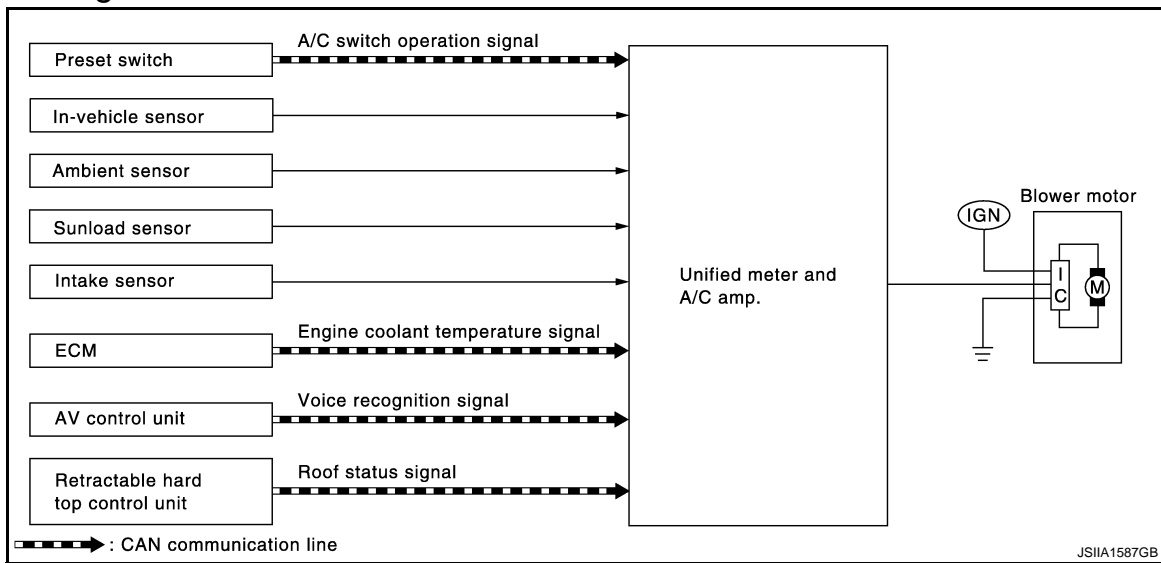 Preset switch
A/C switch operation signal
In-vehicle sensor
Ambient sensor
Sunload sensor
Intake sensor
ECM
Engine coolant temperature signal
AV control unit
Voice recognition signal
Retractable hard
top control unit
Roof status signal
Unified meter and
A/C amp.
Blower motor
IGN
I
C
M
: CAN communication line
JSIIA1587GB